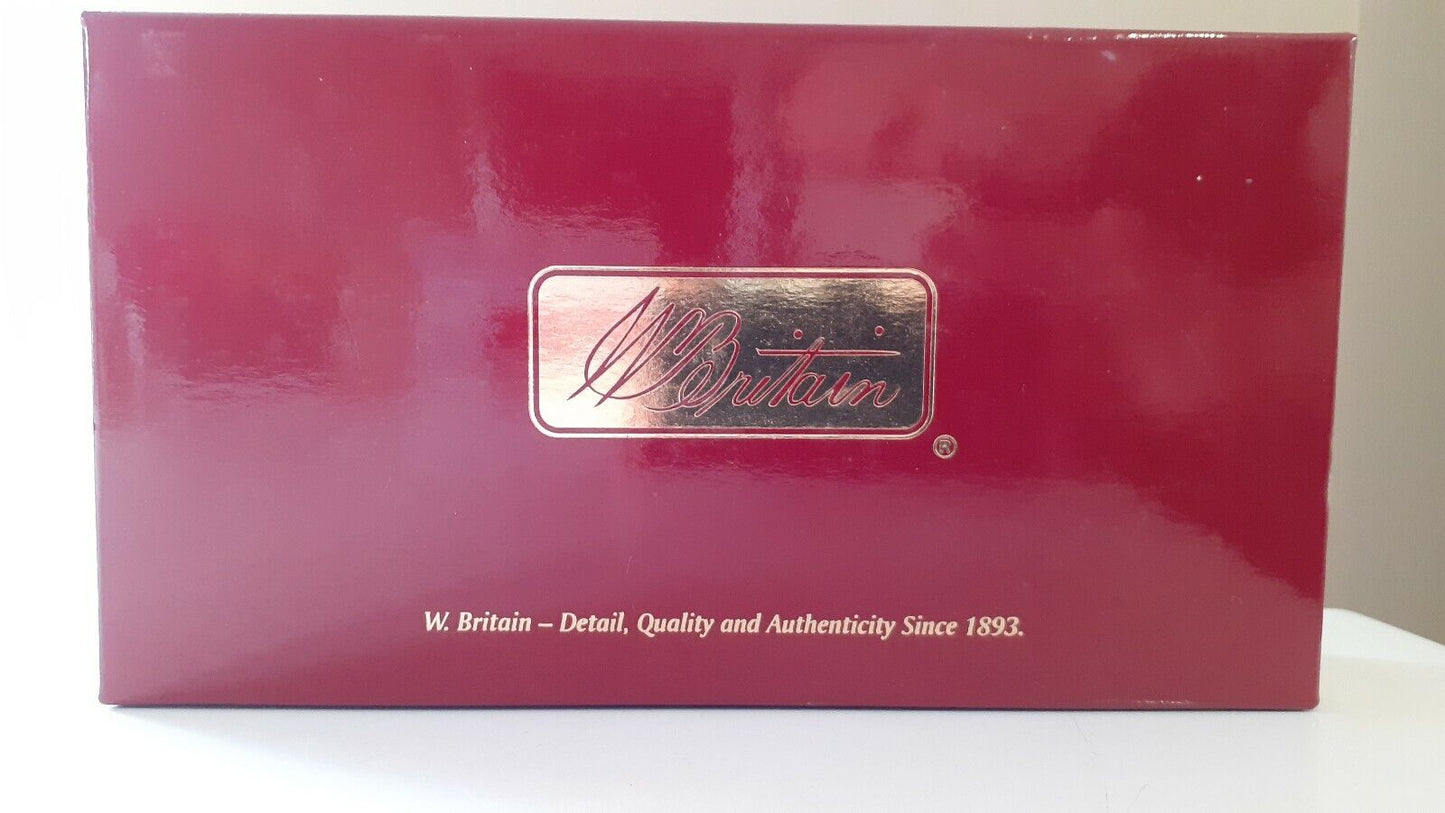 W Britain
®
W. Britain – Detail, Quality and Authenticity Since 1893.